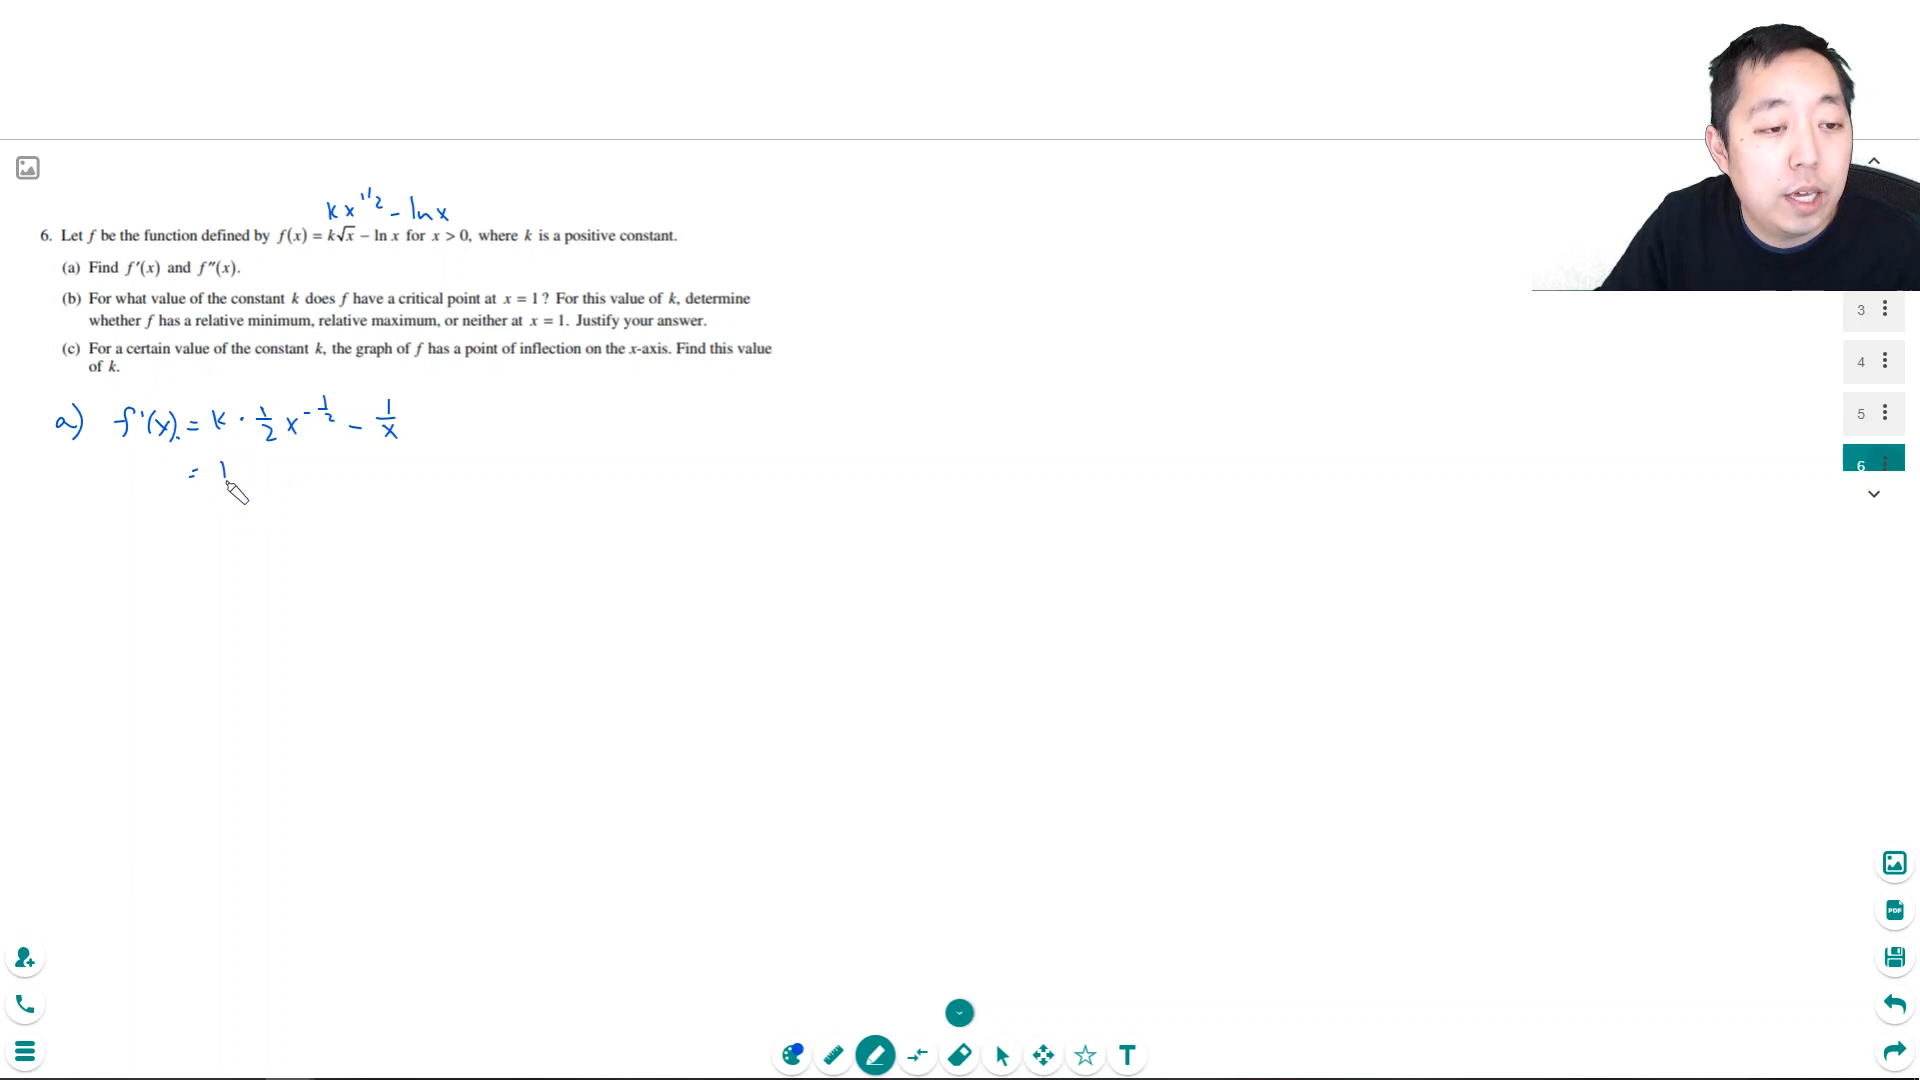 kx^1/2 - ln x
6. Let f be the function defined by f(x) = k√x − ln x for x > 0, where k is a positive constant.
(a) Find f′(x) and f″(x).
(b) For what value of the constant k does f have a critical point at x = 1? For this value of k, determine
whether f has a relative minimum, relative maximum, or neither at x = 1. Justify your answer.
(c) For a certain value of the constant k, the graph of f has a point of inflection on the x-axis. Find this value
of k.
a) f'(x) = k · 1/2 x^-1/2 - 1/x
= 1
3
4
5
6
PDF
T